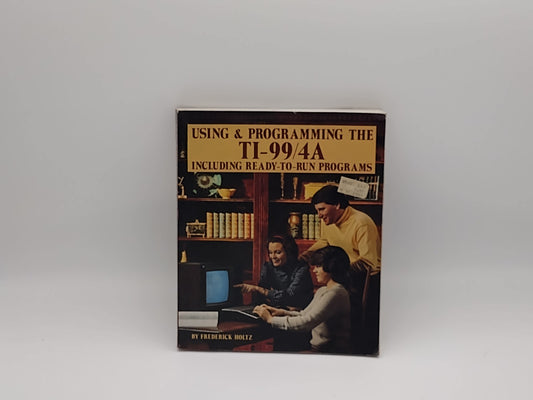 USING & PROGRAMMING THE
TI-99/4A
INCLUDING READY-TO-RUN PROGRAMS
BY FREDERICK HOLTZ